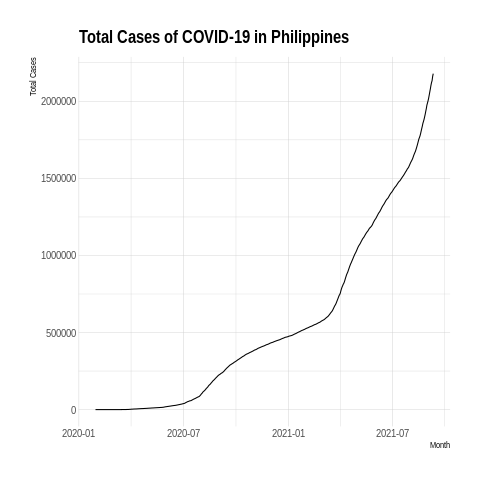 Total Cases of COVID-19 in Philippines
Total Cases
2000000
1500000
1000000
500000
0
2020-01 2020-07 2021-01 2021-07
Month